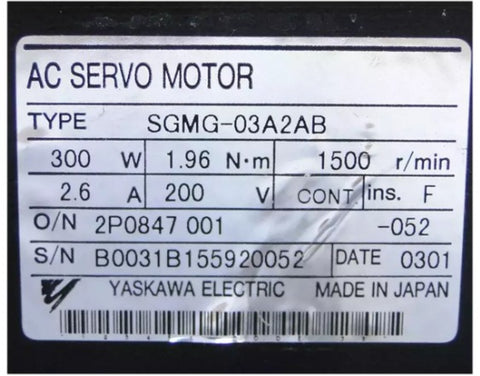 AC SERVO MOTOR
TYPE SGMG-03A2AB
300 W 1.96 N·m 1500 r/min
2.6 A 200 V CONT ins. F
O/N 2P0847 001 -052
S/N B0031B155920052 DATE 0301
YASKAWA ELECTRIC MADE IN JAPAN